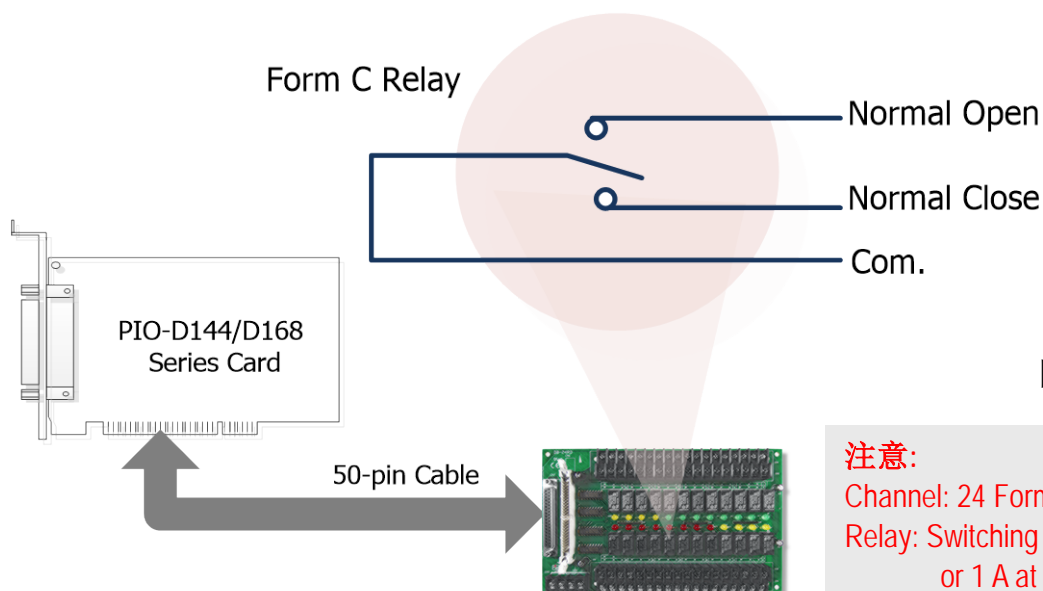 Form C Relay
Normal Open
Normal Close
Com.
PIO-D144/D168
Series Card
50-pin Cable
注意:
Channel: 24 Form
Relay: Switching
or 1 A at